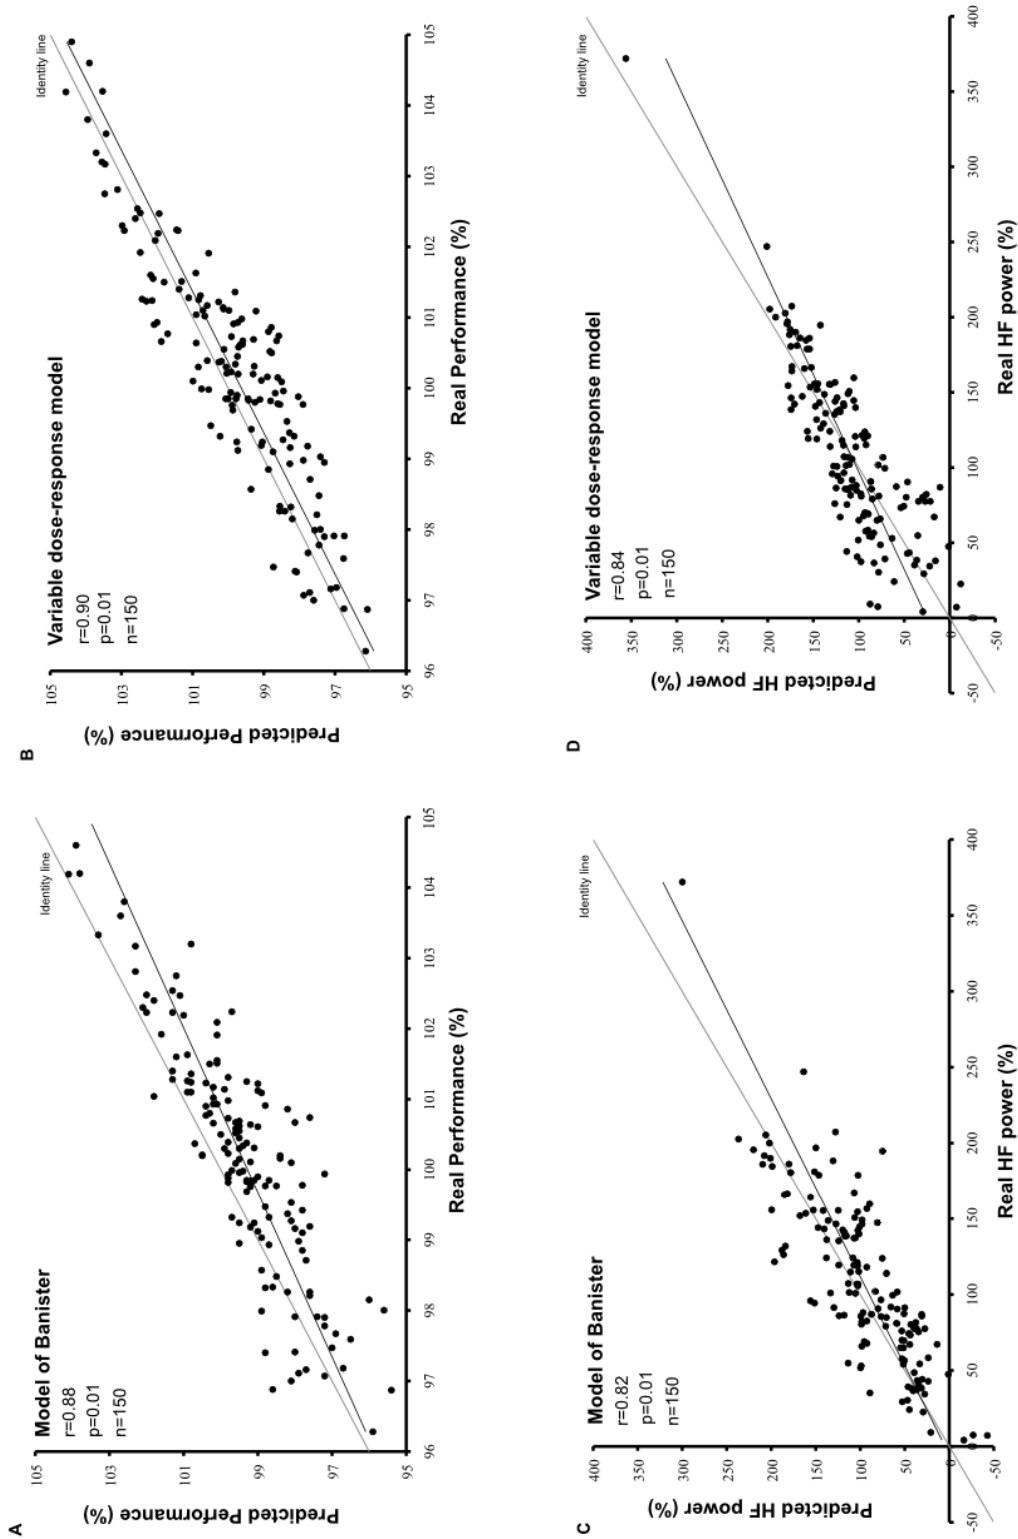 A
Model of Banister
r=0.88
p=0.01
n=150
Identity line
Predicted Performance (%)
105
103
101
99
97
95
96
97
98
99
100
101
102
103
104
105
Real Performance (%)
B
Variable dose-response model
r=0.90
p=0.01
n=150
Identity line
Predicted Performance (%)
105
103
101
99
97
95
96
97
98
99
100
101
102
103
104
105
Real Performance (%)
C
Model of Banister
r=0.82
p=0.01
n=150
Identity line
Predicted HF power (%)
400
350
300
250
200
150
100
50
0
-50
-50
0
50
100
150
200
250
300
350
400
Real HF power (%)
D
Variable dose-response model
r=0.84
p=0.01
n=150
Identity line
Predicted HF power (%)
400
350
300
250
200
150
100
50
0
-50
-50
0
50
100
150
200
250
300
350
400
Real HF power (%)